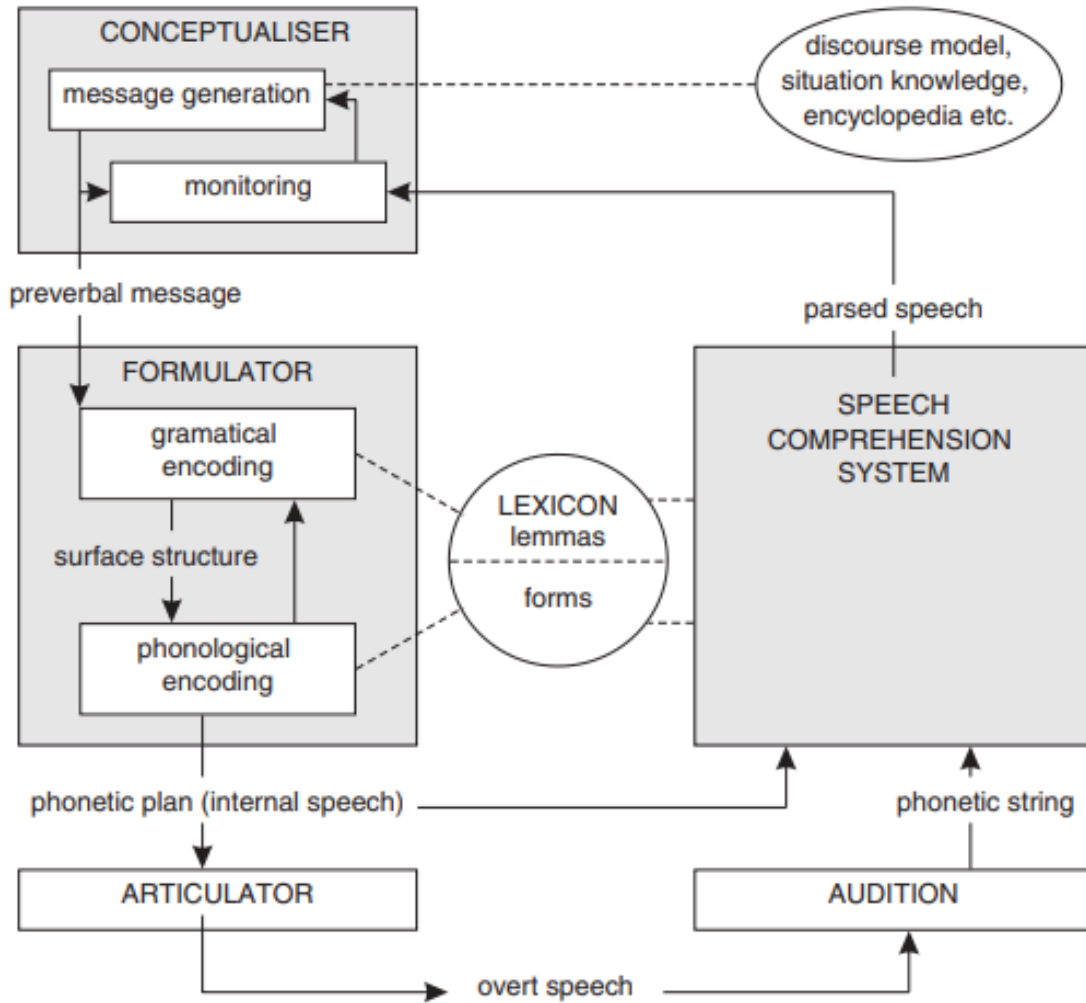 CONCEPTUALISER
message generation
monitoring
discourse model,
situation knowledge,
encyclopedia etc.
preverbal message
parsed speech
FORMULATOR
gramatical
encoding
surface structure
phonological
encoding
LEXICON
lemmas
forms
SPEECH
COMPREHENSION
SYSTEM
phonetic plan (internal speech)
phonetic string
ARTICULATOR
AUDITION
overt speech